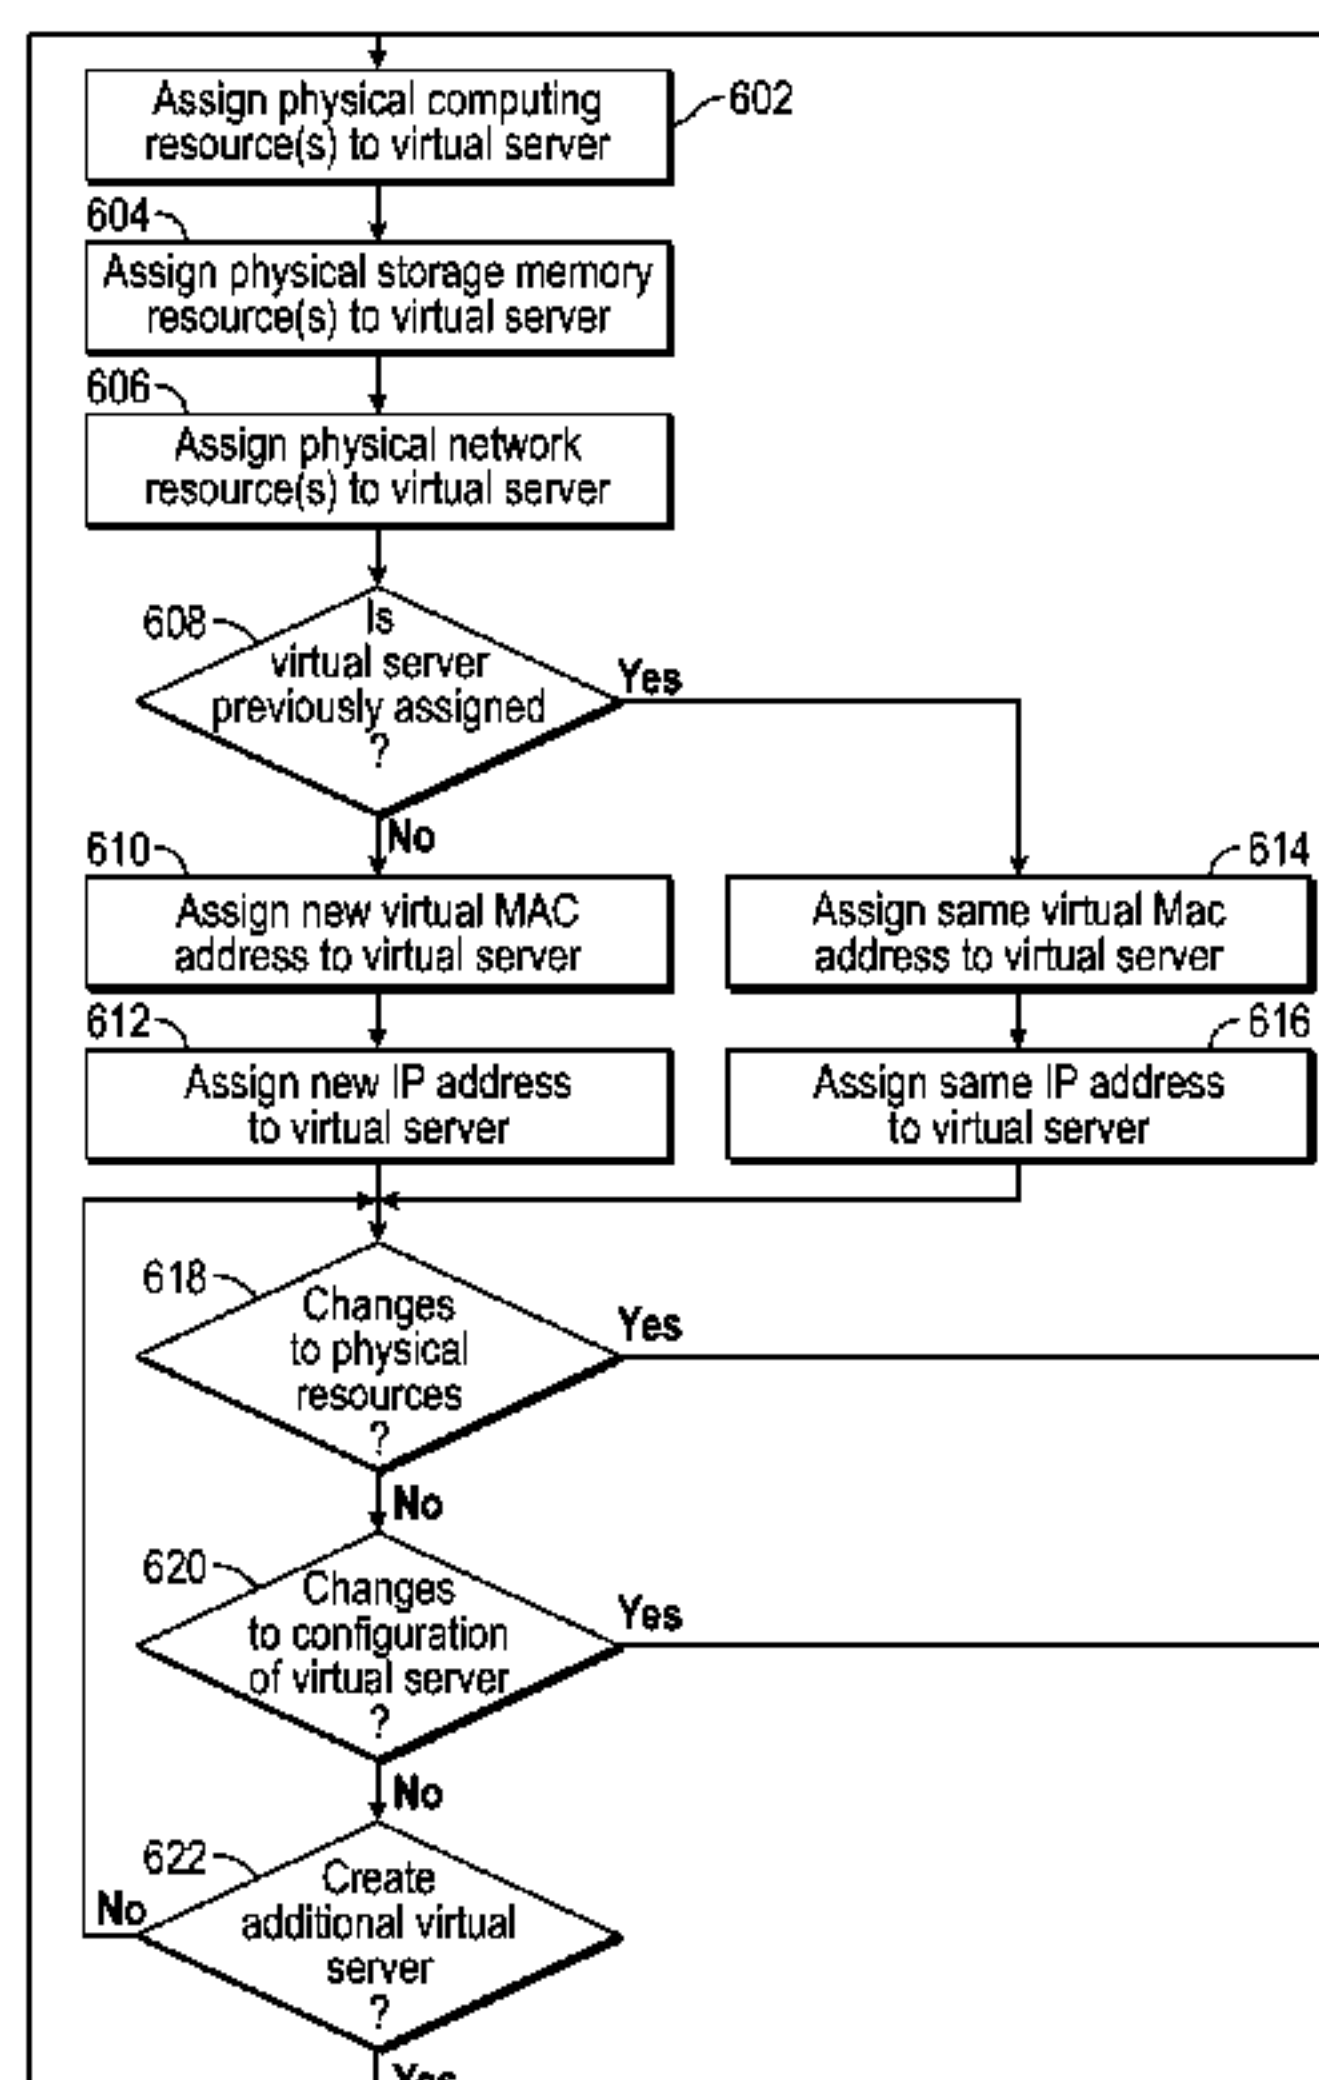 Assign physical computing
resource(s) to virtual server
602
604
Assign physical storage memory
resource(s) to virtual server
606
Assign physical network
resource(s) to virtual server
608
Is
virtual server
previously assigned
?
Yes
No
610
Assign new virtual MAC
address to virtual server
614
Assign same virtual Mac
address to virtual server
612
Assign new IP address
to virtual server
616
Assign same IP address
to virtual server
618
Changes
to physical
resources
?
Yes
No
620
Changes
to configuration
of virtual server
?
Yes
No
622
Create
additional virtual
server
?
No
Yes